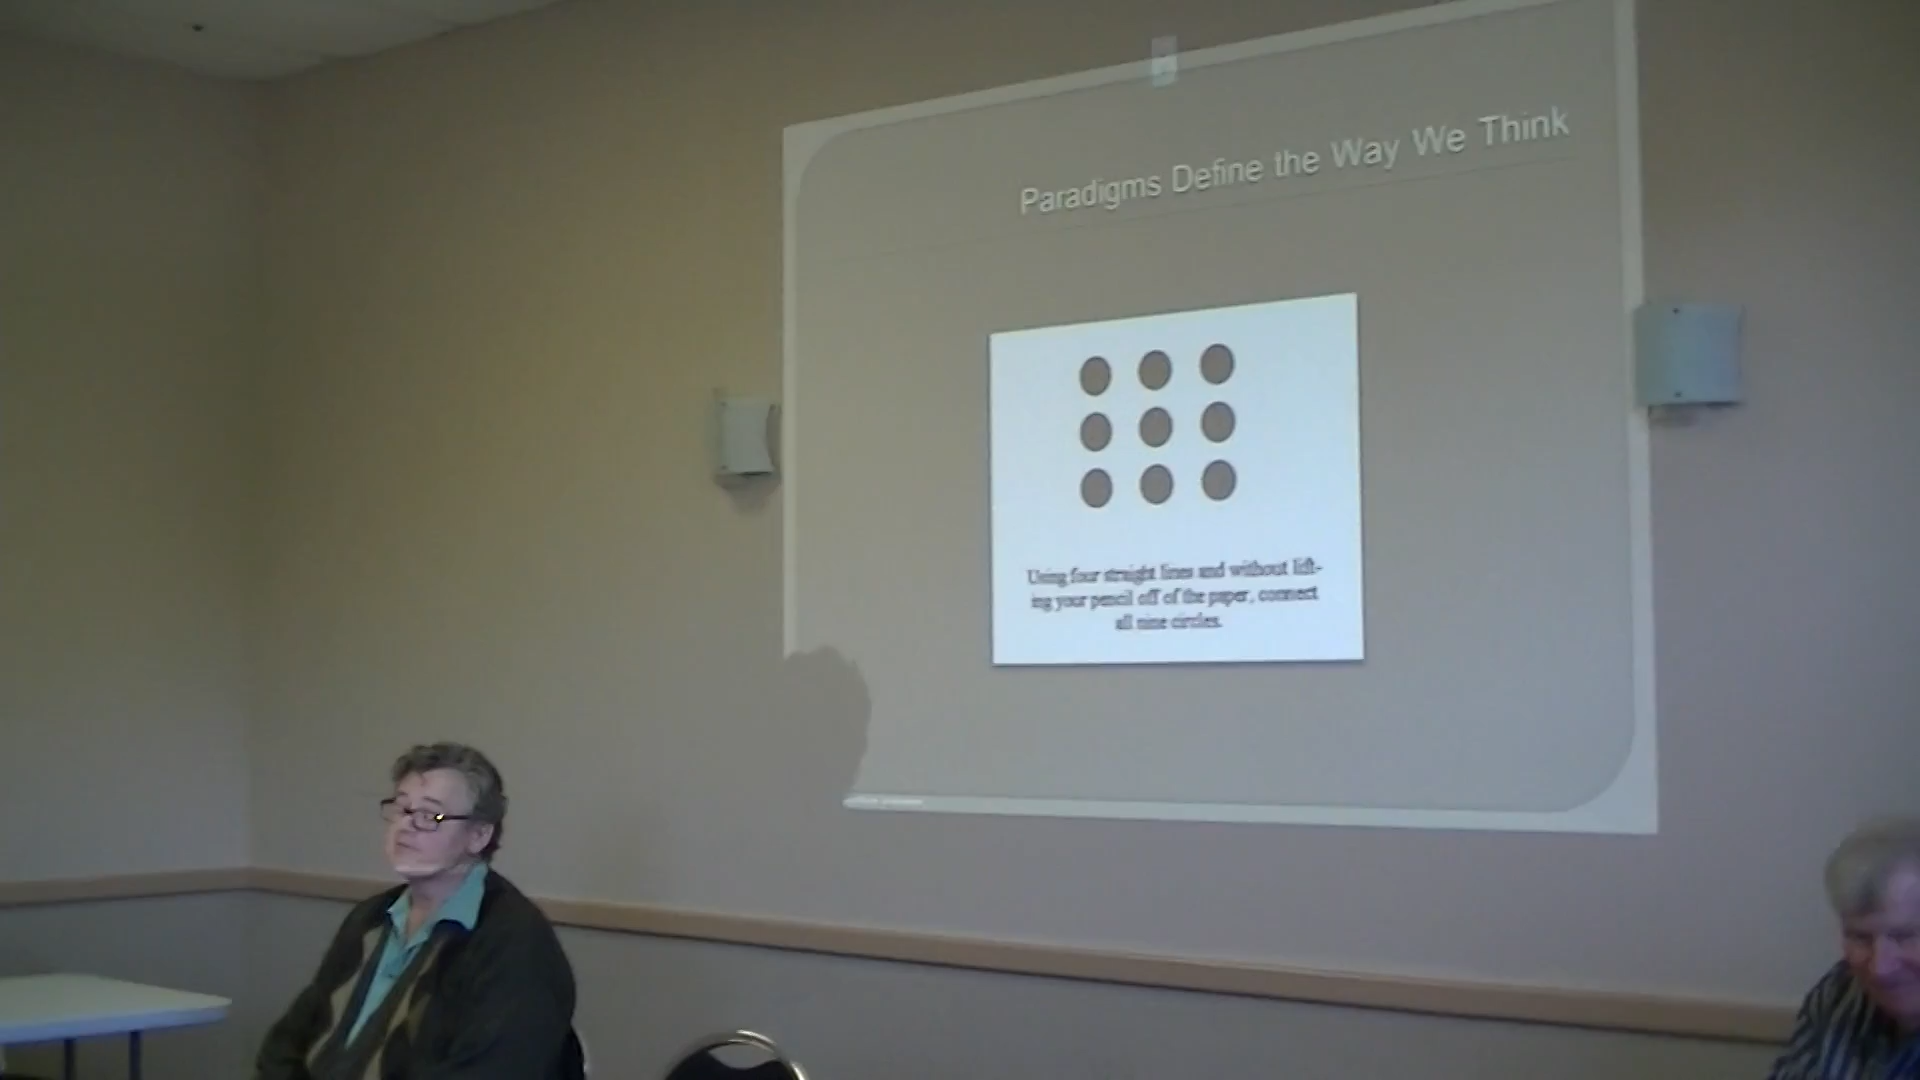 Paradigms Define the Way We Think
Using four straight lines and without lift-
ing your pencil off of the paper, connect
all nine circles.